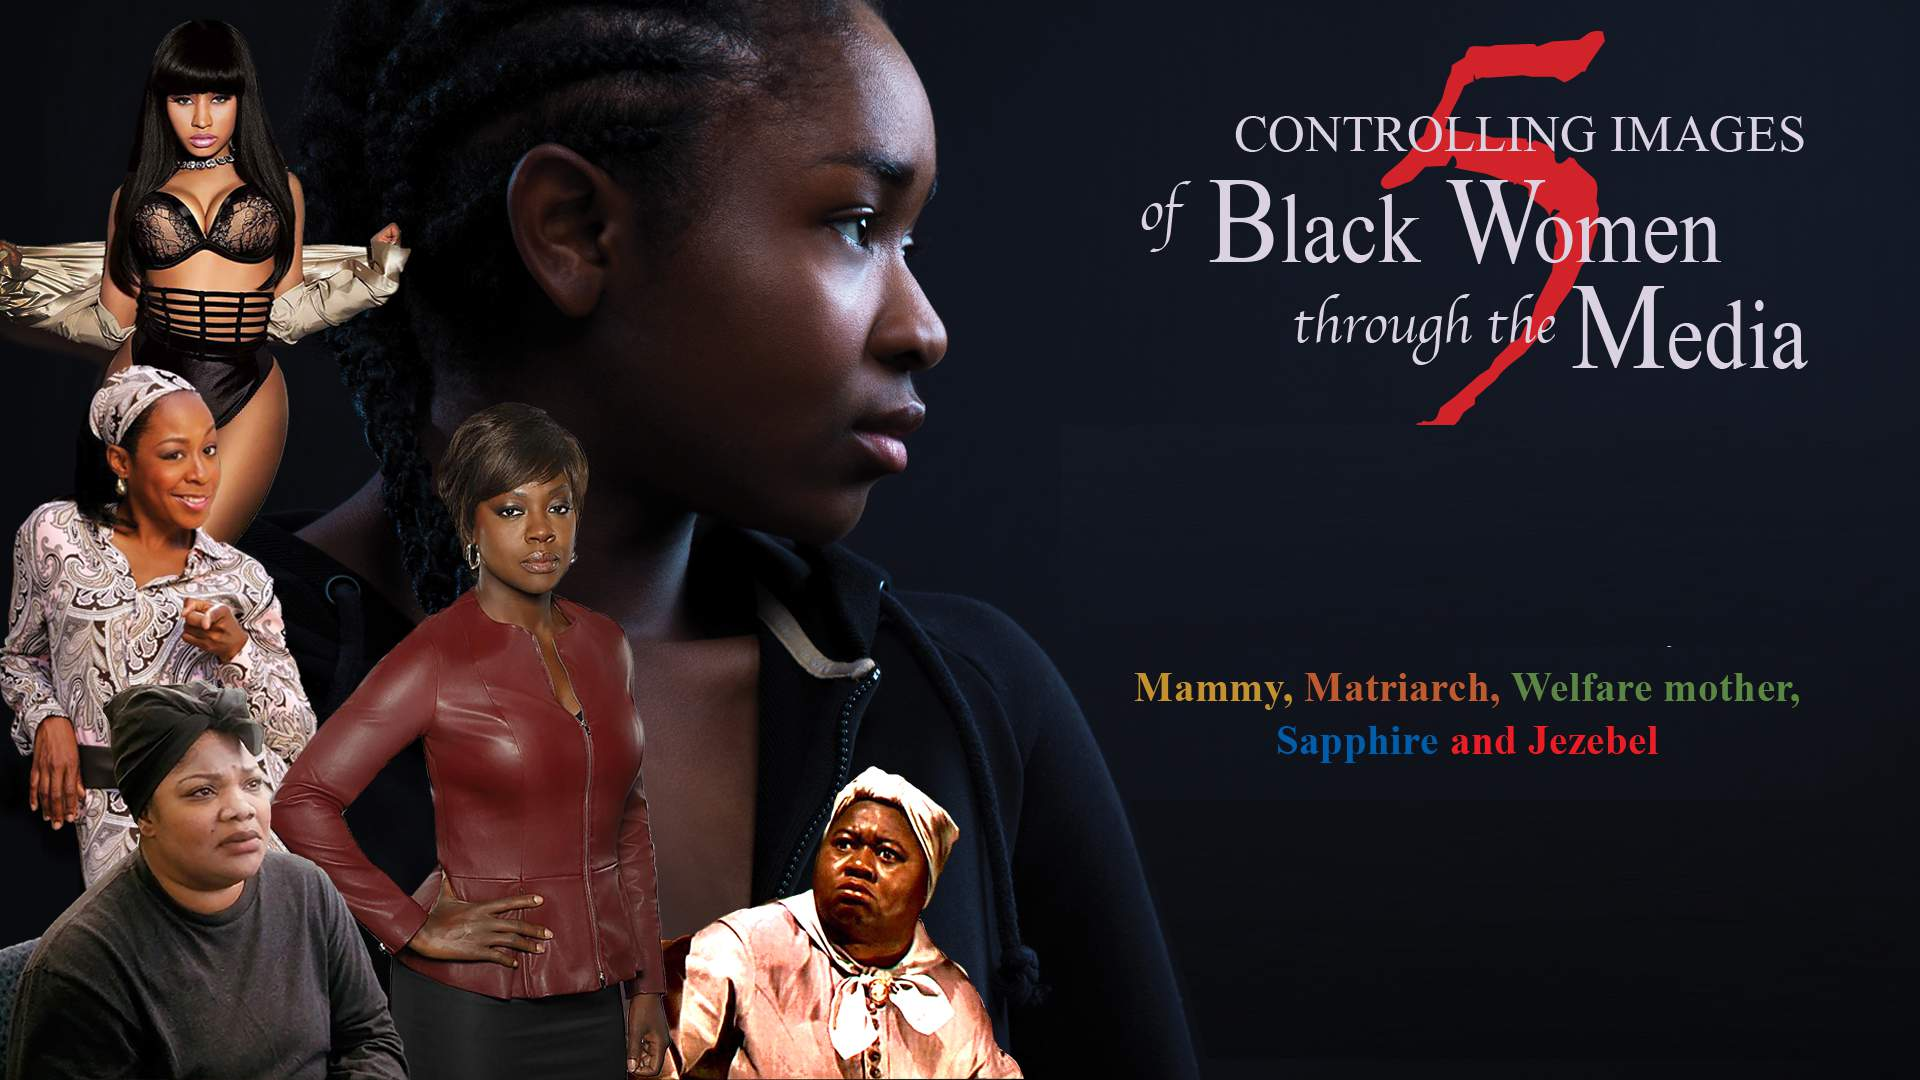 5
CONTROLLING IMAGES
of Black Women
through the Media
Mammy, Matriarch, Welfare mother,
Sapphire and Jezebel